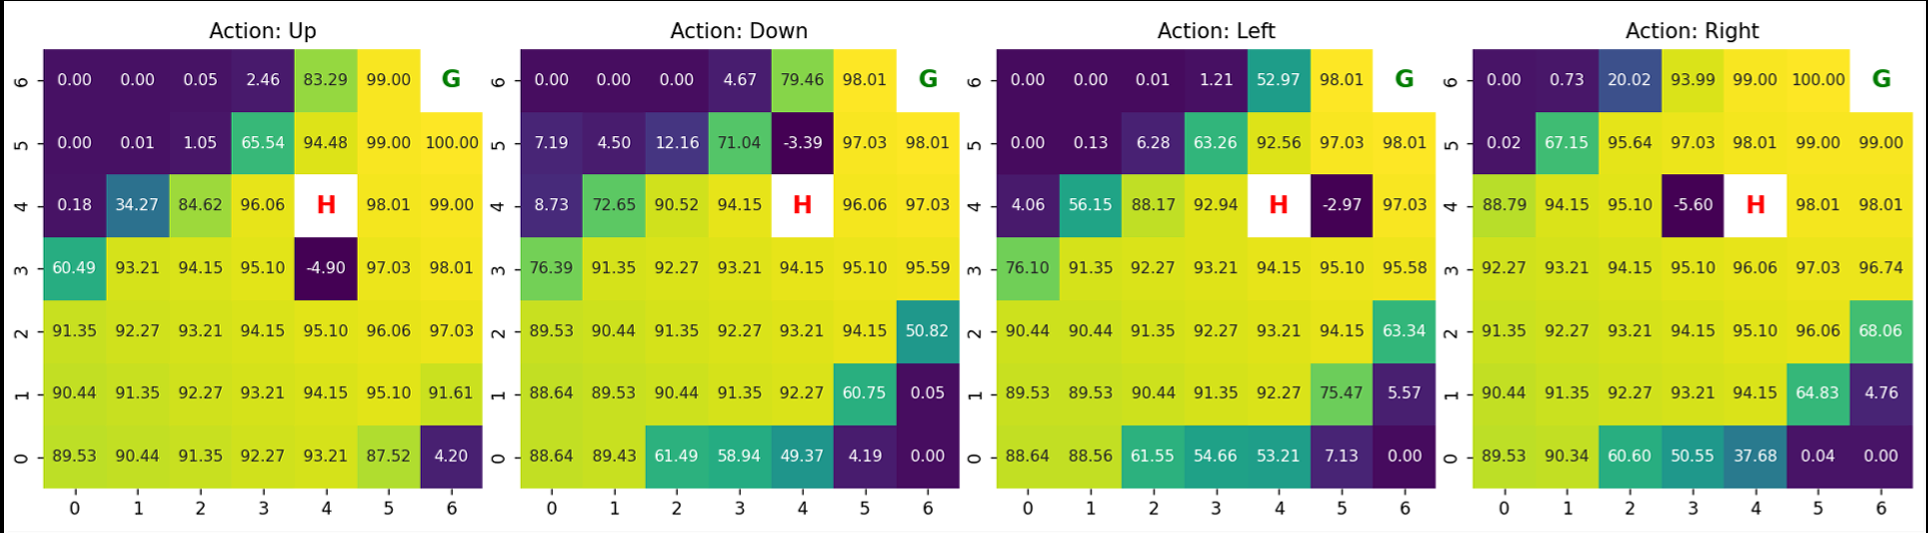 Action: Up Action: Down Action: Left Action: Right
6 0.00 0.00 0.05 2.46 83.29 99.00 G 6 0.00 0.00 0.00 4.67 79.46 98.01 G 6 0.00 0.00 0.01 1.21 52.97 98.01 G 6 0.00 0.73 20.02 93.99 99.00 100.00 G
5 0.00 0.01 1.05 65.54 94.48 99.00 100.00 5 7.19 4.50 12.16 71.04 -3.39 97.03 98.01 5 0.00 0.13 6.28 63.26 92.56 97.03 98.01 5 0.02 67.15 95.64 97.03 98.01 99.00 99.00
4 0.18 34.27 84.62 96.06 H 98.01 99.00 4 8.73 72.65 90.52 94.15 H 96.06 97.03 4 4.06 56.15 88.17 92.94 H -2.97 97.03 4 88.79 94.15 95.10 -5.60 H 98.01 98.01
3 60.49 93.21 94.15 95.10 -4.90 97.03 98.01 3 76.39 91.35 92.27 93.21 94.15 95.10 95.59 3 76.10 91.35 92.27 93.21 94.15 95.10 95.58 3 92.27 93.21 94.15 95.10 96.06 97.03 96.74
2 91.35 92.27 93.21 94.15 95.10 96.06 97.03 2 89.53 90.44 91.35 92.27 93.21 94.15 50.82 2 90.44 90.44 91.35 92.27 93.21 94.15 63.34 2 91.35 92.27 93.21 94.15 95.10 96.06 68.06
1 90.44 91.35 92.27 93.21 94.15 95.10 91.61 1 88.64 89.53 90.44 91.35 92.27 60.75 0.05 1 89.53 89.53 90.44 91.35 92.27 75.47 5.57 1 90.44 91.35 92.27 93.21 94.15 64.83 4.76
0 89.53 90.44 91.35 92.27 93.21 87.52 4.20 0 88.64 89.43 61.49 58.94 49.37 4.19 0.00 0 88.64 88.56 61.55 54.66 53.21 7.13 0.00 0 89.53 90.34 60.60 50.55 37.68 0.04 0.00
0 1 2 3 4 5 6 0 1 2 3 4 5 6 0 1 2 3 4 5 6 0 1 2 3 4 5 6